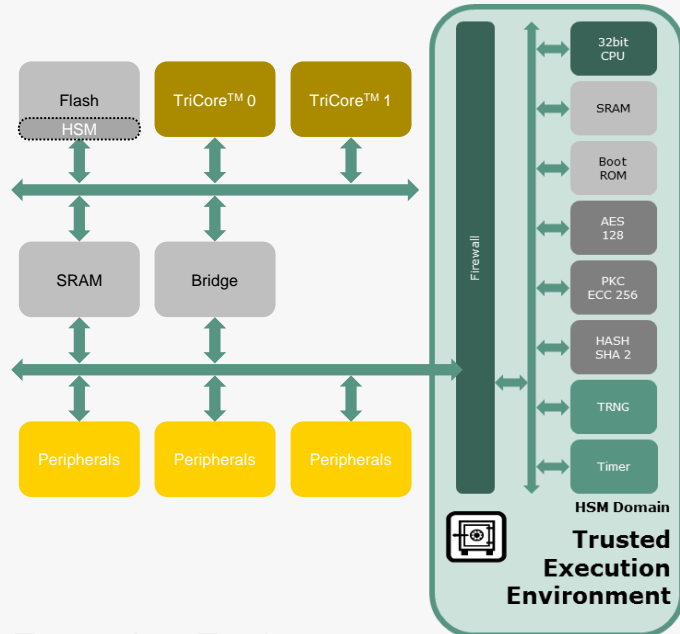 Flash
HSM
TriCore™ 0
TriCore™ 1
SRAM
Bridge
Peripherals
Peripherals
Peripherals
Firewall
32bit
CPU
SRAM
Boot
ROM
AES
128
PKC
ECC 256
HASH
SHA 2
TRNG
Timer
HSM Domain
Trusted
Execution
Environment